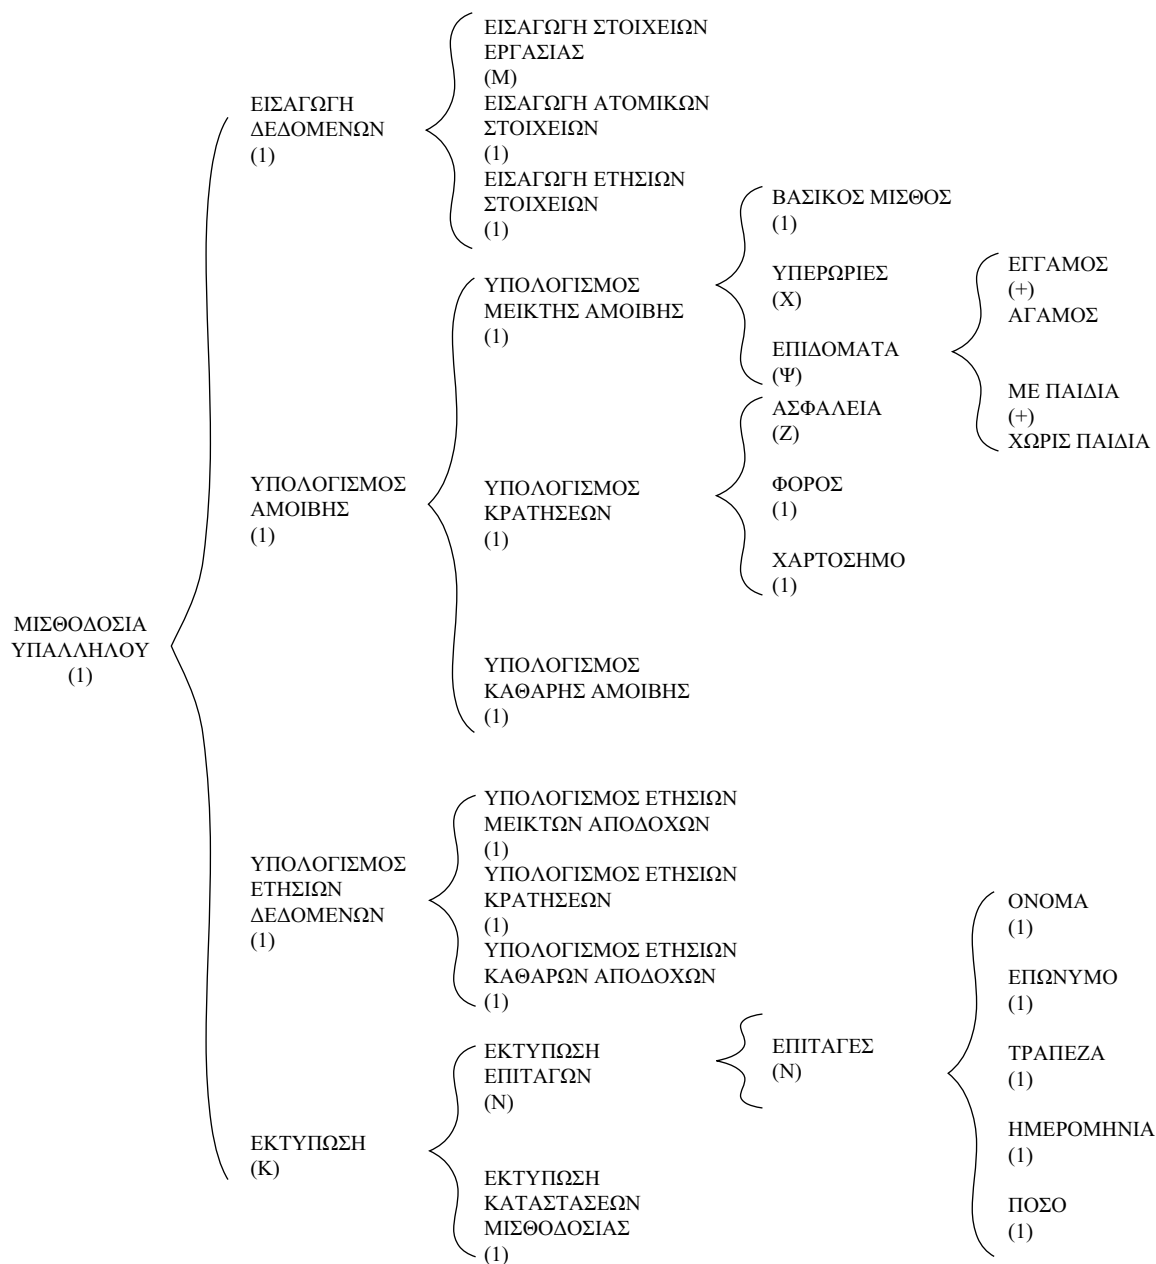 ΜΙΣΘΟΔΟΣΙΑ
ΥΠΑΛΛΗΛΟΥ
(1)
ΕΙΣΑΓΩΓΗ
ΔΕΔΟΜΕΝΩΝ
(1)
ΕΙΣΑΓΩΓΗ ΣΤΟΙΧΕΙΩΝ
ΕΡΓΑΣΙΑΣ
(Μ)
ΕΙΣΑΓΩΓΗ ΑΤΟΜΙΚΩΝ
ΣΤΟΙΧΕΙΩΝ
(1)
ΕΙΣΑΓΩΓΗ ΕΤΗΣΙΩΝ
ΣΤΟΙΧΕΙΩΝ
(1)
ΥΠΟΛΟΓΙΣΜΟΣ
ΑΜΟΙΒΗΣ
(1)
ΥΠΟΛΟΓΙΣΜΟΣ
ΜΕΙΚΤΗΣ ΑΜΟΙΒΗΣ
(1)
ΒΑΣΙΚΟΣ ΜΙΣΘΟΣ
(1)
ΥΠΕΡΩΡΙΕΣ
(Χ)
ΕΠΙΔΟΜΑΤΑ
(Ψ)
ΕΓΓΑΜΟΣ
(+)
ΑΓΑΜΟΣ
ΜΕ ΠΑΙΔΙΑ
(+)
ΧΩΡΙΣ ΠΑΙΔΙΑ
ΥΠΟΛΟΓΙΣΜΟΣ
ΚΡΑΤΗΣΕΩΝ
(1)
ΑΣΦΑΛΕΙΑ
(Ζ)
ΦΟΡΟΣ
(1)
ΧΑΡΤΟΣΗΜΟ
(1)
ΥΠΟΛΟΓΙΣΜΟΣ
ΚΑΘΑΡΗΣ ΑΜΟΙΒΗΣ
(1)
ΥΠΟΛΟΓΙΣΜΟΣ
ΕΤΗΣΙΩΝ
ΔΕΔΟΜΕΝΩΝ
(1)
ΥΠΟΛΟΓΙΣΜΟΣ ΕΤΗΣΙΩΝ
ΜΕΙΚΤΩΝ ΑΠΟΔΟΧΩΝ
(1)
ΥΠΟΛΟΓΙΣΜΟΣ ΕΤΗΣΙΩΝ
ΚΡΑΤΗΣΕΩΝ
(1)
ΥΠΟΛΟΓΙΣΜΟΣ ΕΤΗΣΙΩΝ
ΚΑΘΑΡΩΝ ΑΠΟΔΟΧΩΝ
(1)
ΕΚΤΥΠΩΣΗ
(Κ)
ΕΚΤΥΠΩΣΗ
ΕΠΙΤΑΓΩΝ
(Ν)
ΕΠΙΤΑΓΕΣ
(Ν)
ΟΝΟΜΑ
(1)
ΕΠΩΝΥΜΟ
(1)
ΤΡΑΠΕΖΑ
(1)
ΗΜΕΡΟΜΗΝΙΑ
(1)
ΠΟΣΟ
(1)
ΕΚΤΥΠΩΣΗ
ΚΑΤΑΣΤΑΣΕΩΝ
ΜΙΣΘΟΔΟΣΙΑΣ
(1)